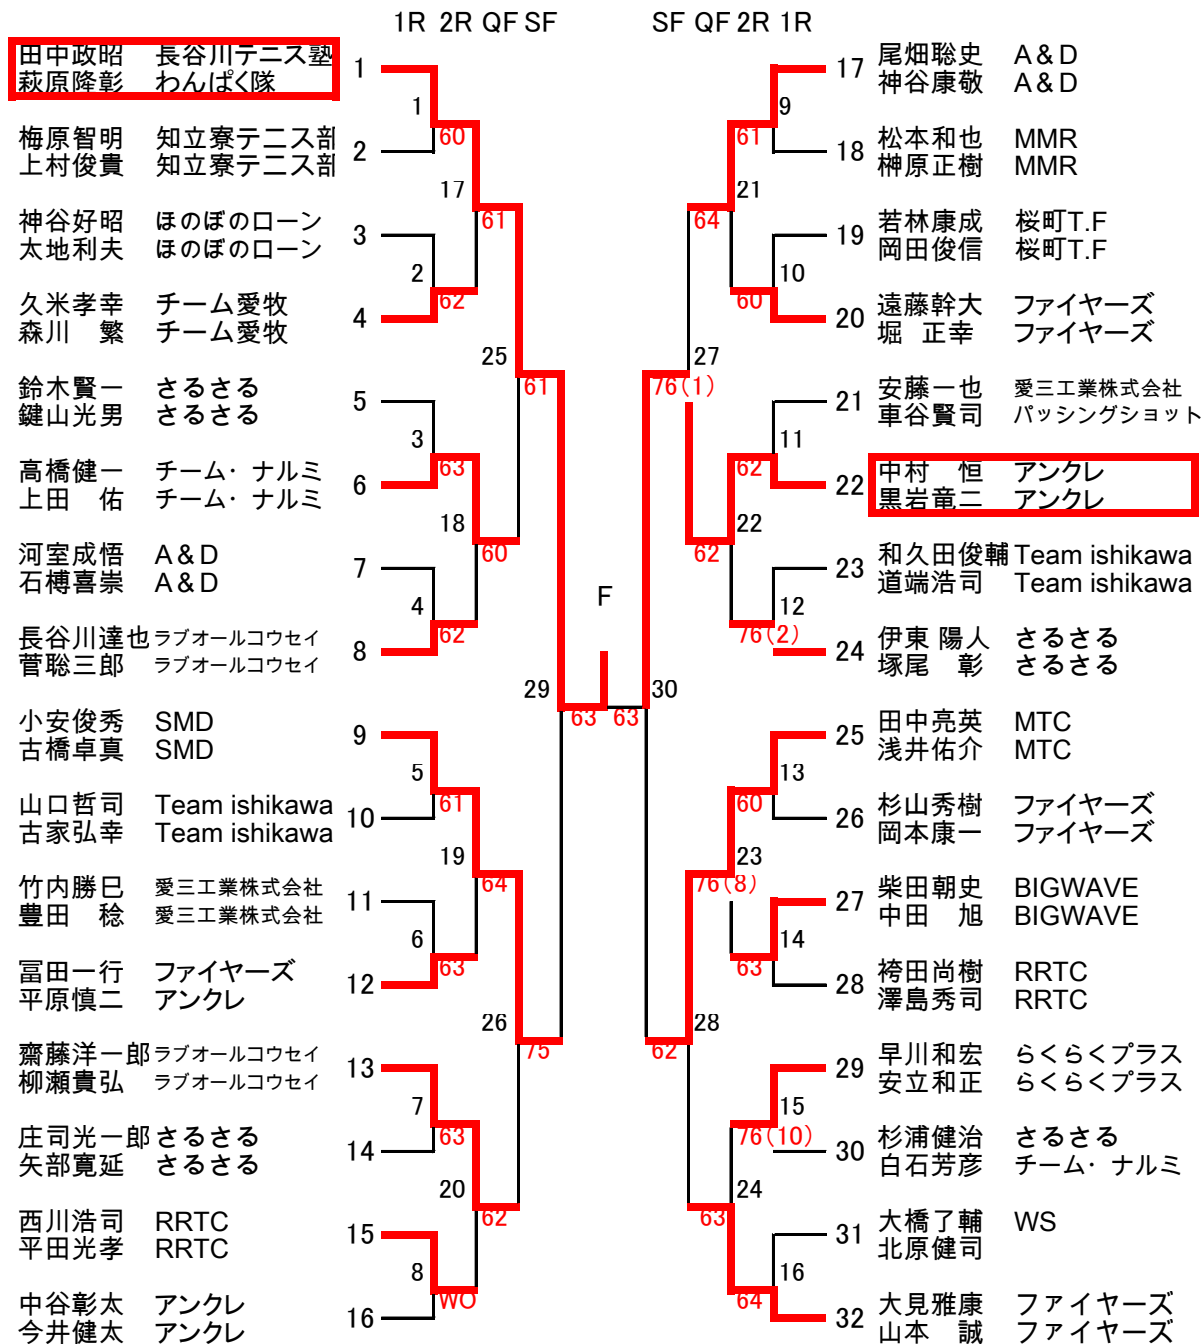 1R 2R QF SF
SF QF 2R 1R
田中政昭 長谷川テニス塾
萩原隆彰 わんぱく隊
1
梅原智明 知立寮テニス部
上村俊貴 知立寮テニス部
2
神谷好昭 ほのぼのローン
太地利夫 ほのぼのローン
3
久米孝幸 チーム愛牧
森川 繁 チーム愛牧
4
鈴木賢一 さるさる
鍵山光男 さるさる
5
高橋健一 チーム・ナルミ
上田 佑 チーム・ナルミ
6
河室成悟 A&D
石榑喜崇 A&D
7
長谷川達也 ラブオールコウセイ
菅聡三郎 ラブオールコウセイ
8
小安俊秀 SMD
古橋卓真 SMD
9
山口哲司 Team ishikawa
古家弘幸 Team ishikawa
10
竹内勝巳 愛三工業株式会社
豊田 稔 愛三工業株式会社
11
冨田一行 ファイヤーズ
平原慎二 アンクレ
12
齋藤洋一郎 ラブオールコウセイ
柳瀬貴弘 ラブオールコウセイ
13
庄司光一郎 さるさる
矢部寛延 さるさる
14
西川浩司 RRTC
平田光孝 RRTC
15
中谷彰太 アンクレ
今井健太 アンクレ
16
1
60
17
61
2
62
25
61
3
63
18
60
4
62
29
63
5
61
19
64
6
63
26
75
7
63
20
62
8
WO
F
63
30
9
61
21
64
10
60
27
76(1)
11
62
22
62
12
76(2)
13
60
23
76(8)
14
63
28
62
15
76(10)
24
63
16
64
17
尾畑聡史 A&D
神谷康敬 A&D
18
松本和也 MMR
榊原正樹 MMR
19
若林康成 桜町T.F
岡田俊信 桜町T.F
20
遠藤幹大 ファイヤーズ
堀 正幸 ファイヤーズ
21
安藤一也 愛三工業株式会社
車谷賢司 パッシングショット
22
中村 恒 アンクレ
黒岩竜二 アンクレ
23
和久田俊輔 Team ishikawa
道端浩司 Team ishikawa
24
伊東 陽人 さるさる
塚尾 彰 さるさる
25
田中亮英 MTC
浅井佑介 MTC
26
杉山秀樹 ファイヤーズ
岡本康一 ファイヤーズ
27
柴田朝史 BIGWAVE
中田 旭 BIGWAVE
28
袴田尚樹 RRTC
澤島秀司 RRTC
29
早川和宏 らくらくプラス
安立和正 らくらくプラス
30
杉浦健治 さるさる
白石芳彦 チーム・ナルミ
31
大橋了輔 WS
北原健司
32
大見雅康 ファイヤーズ
山本 誠 ファイヤーズ